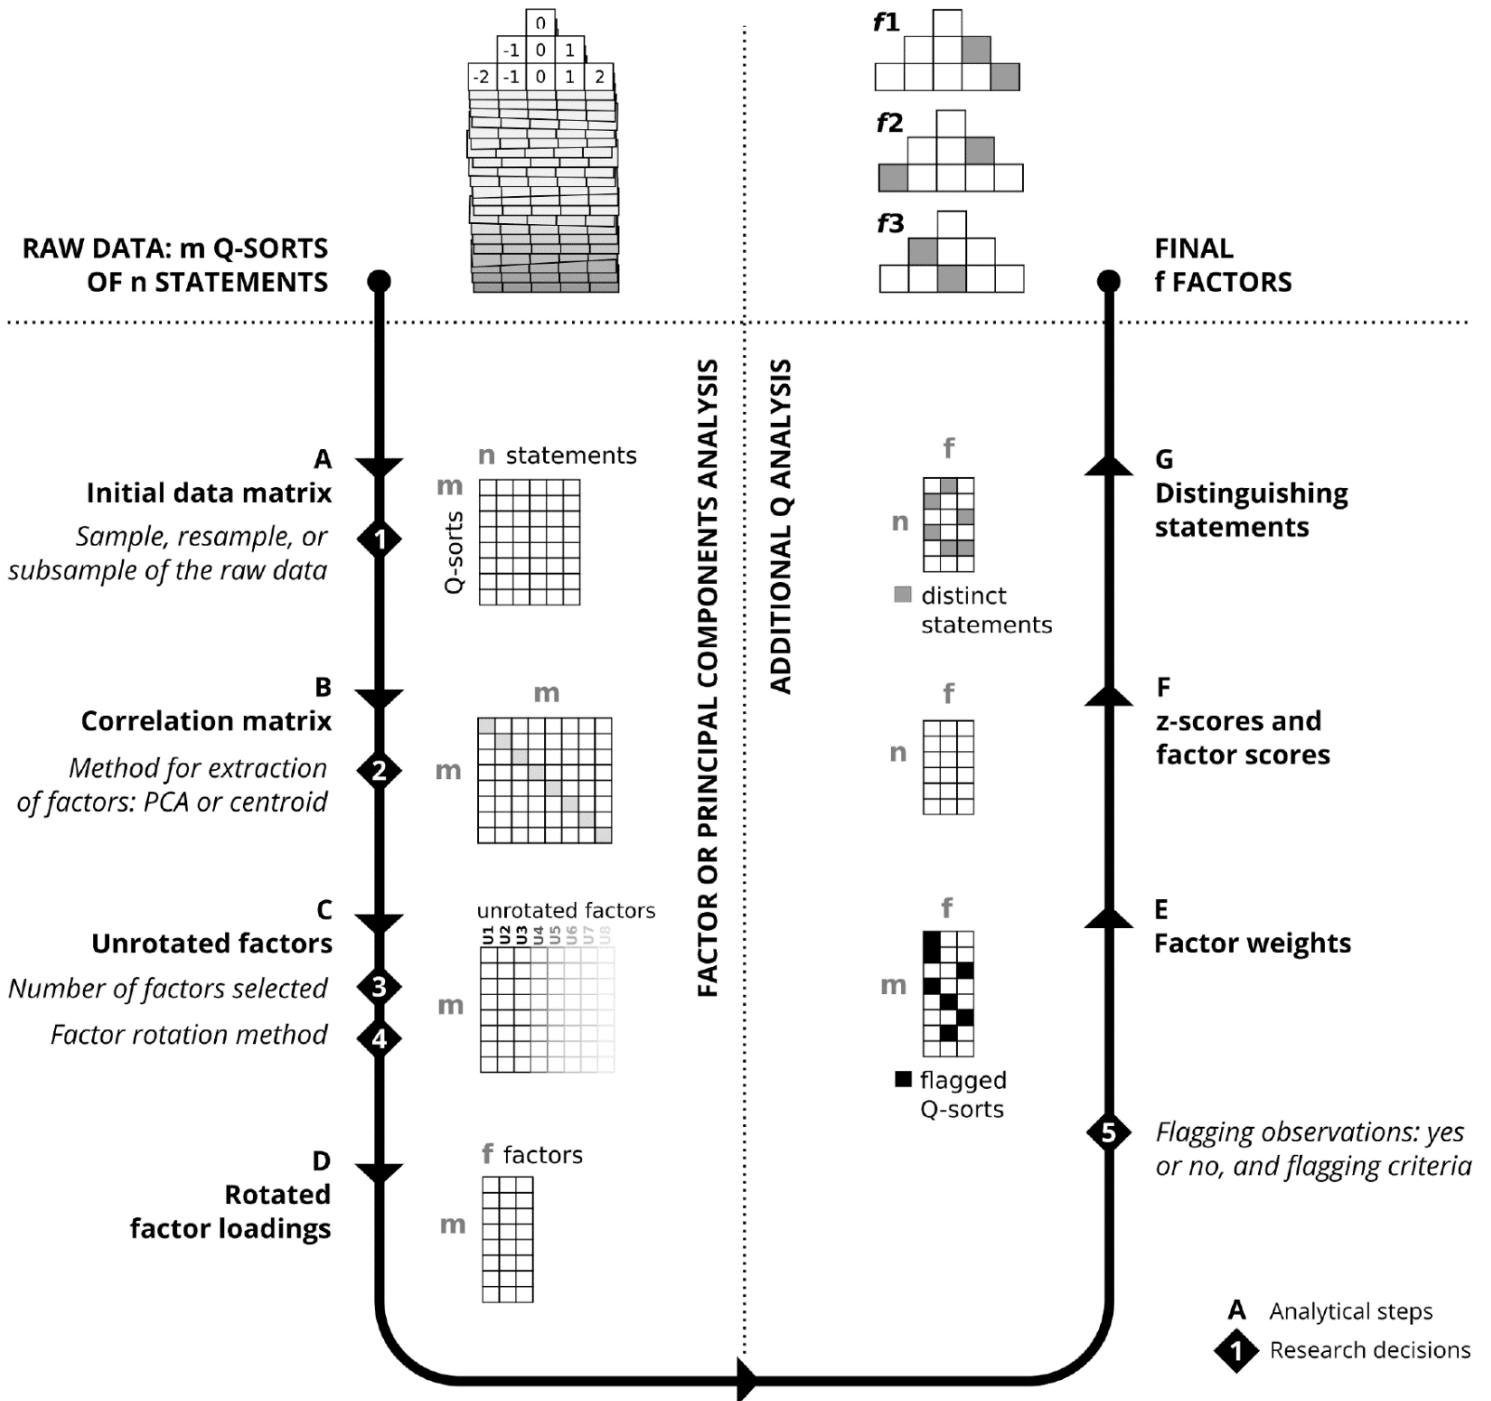 0
-1 0 1
-2 -1 0 1 2
RAW DATA: m Q-SORTS
OF n STATEMENTS
f1
f2
f3
FINAL
f FACTORS
FACTOR OR PRINCIPAL COMPONENTS ANALYSIS
ADDITIONAL Q ANALYSIS
A
Initial data matrix
1
Sample, resample, or
subsample of the raw data
n statements
m
Q-sorts
B
Correlation matrix
2
Method for extraction
of factors: PCA or centroid
m
m
C
Unrotated factors
3
Number of factors selected
4
Factor rotation method
unrotated factors
U1 U2 U3 U4 U5 U6 U7 U8
m
D
Rotated
factor loadings
f factors
m
G
Distinguishing
statements
f
n
distinct
statements
F
z-scores and
factor scores
f
n
E
Factor weights
f
m
flagged
Q-sorts
5
Flagging observations: yes
or no, and flagging criteria
A Analytical steps
1 Research decisions